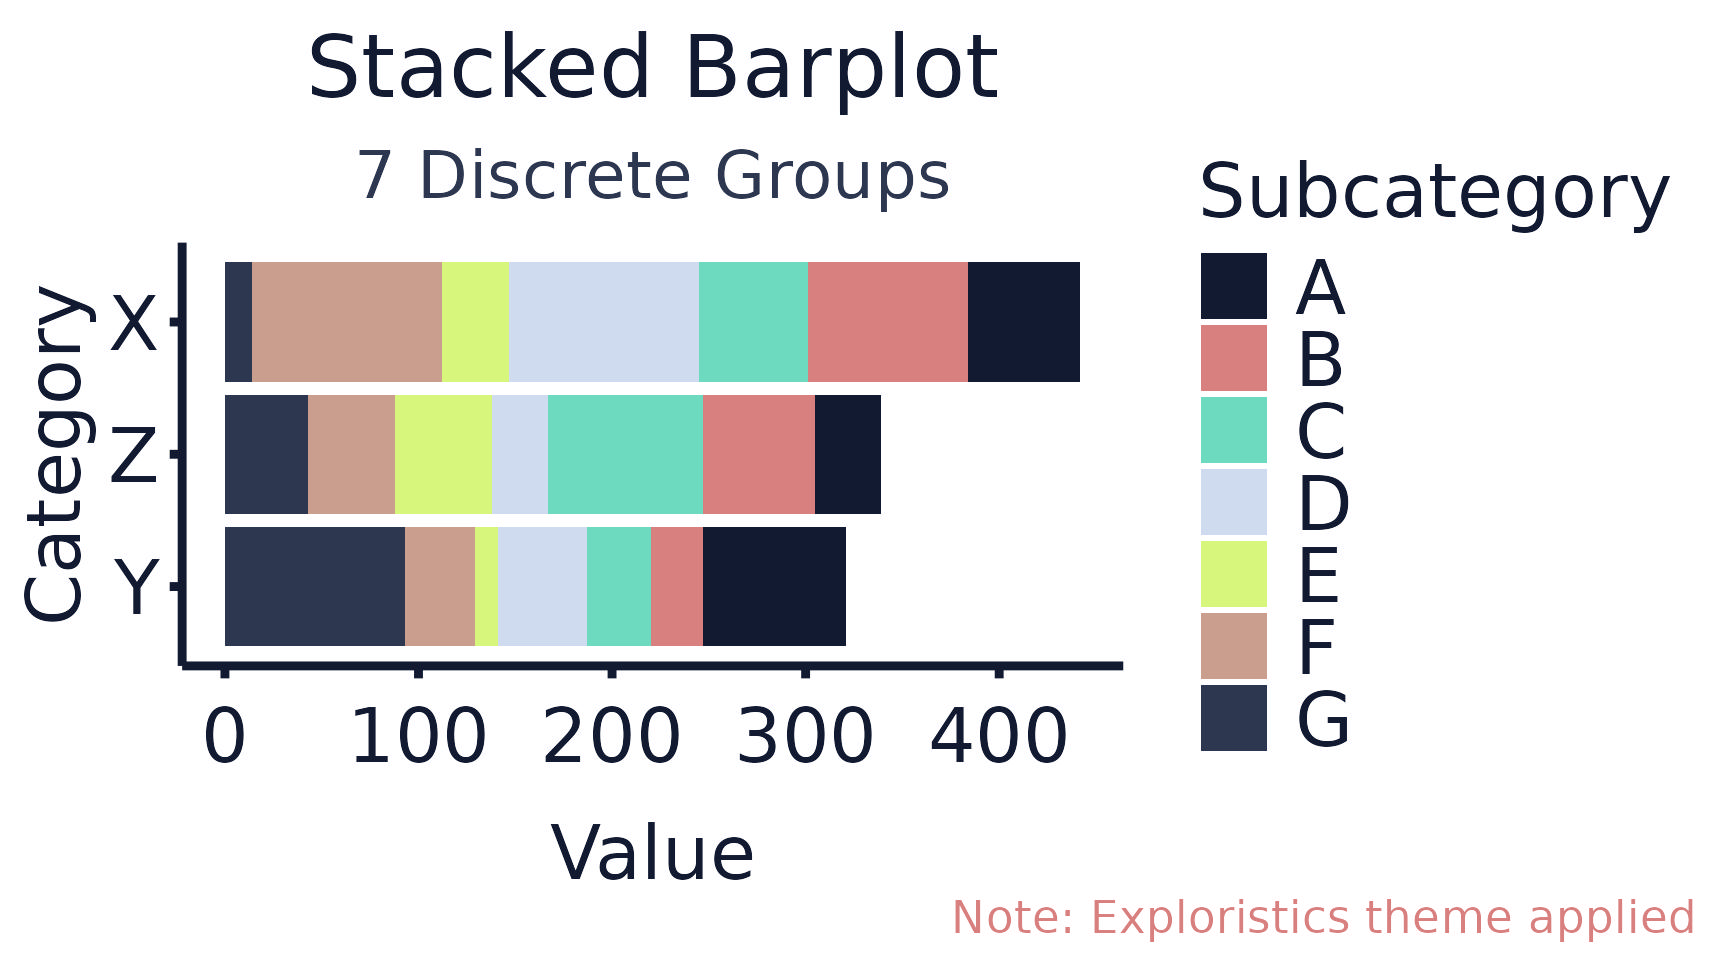 Stacked Barplot
7 Discrete Groups
Subcategory
A
B
C
D
E
F
G
Category
X
Z
Y
0 100 200 300 400
Value
Note: Exploristics theme applied